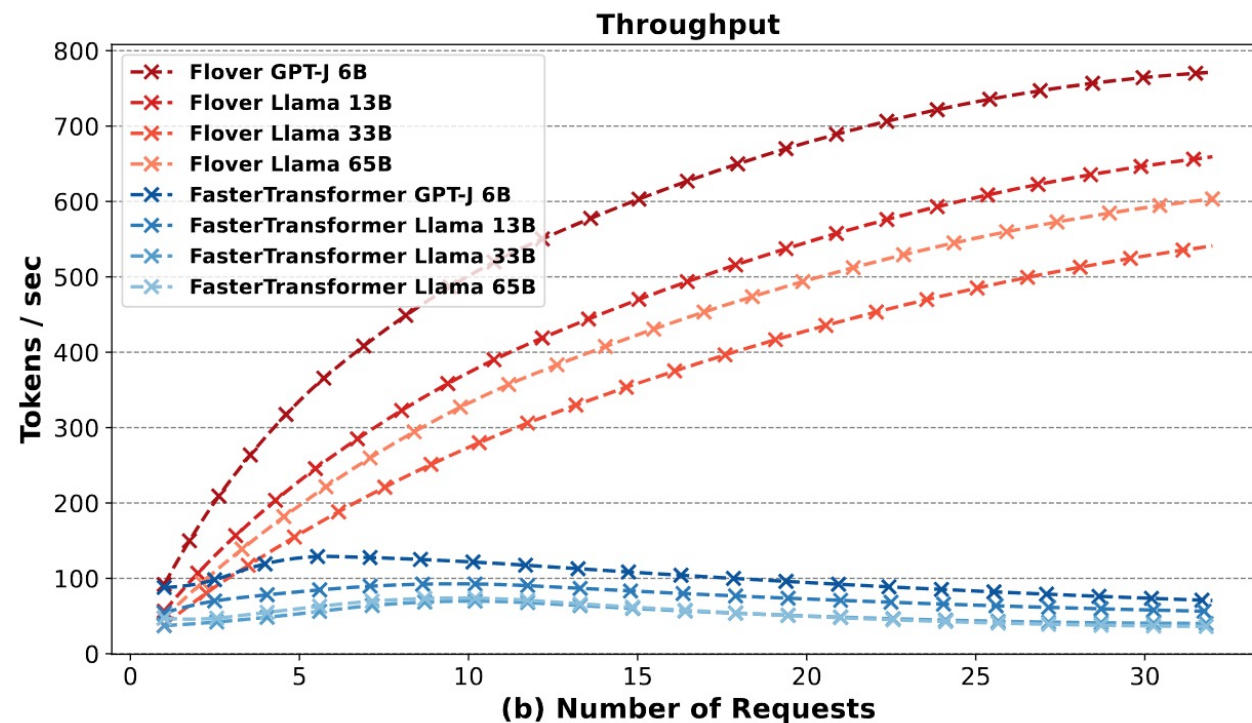 Throughput
800
700
600
500
400
300
200
100
0
Tokens / sec
Flover GPT-J 6B
Flover Llama 13B
Flover Llama 33B
Flover Llama 65B
FasterTransformer GPT-J 6B
FasterTransformer Llama 13B
FasterTransformer Llama 33B
FasterTransformer Llama 65B
0 5 10 15 20 25 30
(b) Number of Requests